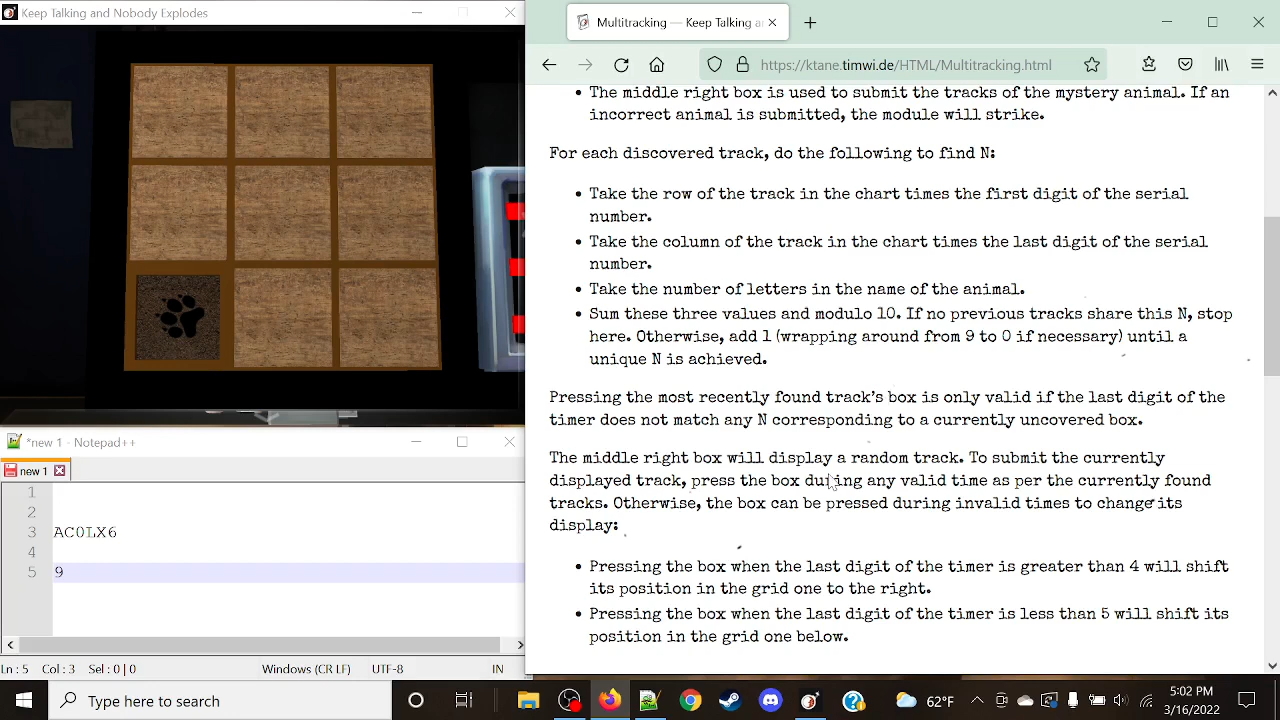 Keep Talking and Nobody Explodes
Multitracking — Keep Talking an
https://ktane.timwi.de/HTML/Multitracking.html
The middle right box is used to submit the tracks of the mystery animal. If an
incorrect animal is submitted, the module will strike.
For each discovered track, do the following to find N:
Take the row of the track in the chart times the first digit of the serial
number.
Take the column of the track in the chart times the last digit of the serial
number.
Take the number of letters in the name of the animal.
Sum these three values and modulo 10. If no previous tracks share this N, stop
here. Otherwise, add 1 (wrapping around from 9 to 0 if necessary) until a
unique N is achieved.
Pressing the most recently found track's box is only valid if the last digit of the
timer does not match any N corresponding to a currently uncovered box.
The middle right box will display a random track. To submit the currently
displayed track, press the box during any valid time as per the currently found
tracks. Otherwise, the box can be pressed during invalid times to change its
display:
Pressing the box when the last digit of the timer is greater than 4 will shift
its position in the grid one to the right.
Pressing the box when the last digit of the timer is less than 5 will shift its
position in the grid one below.
*new 1 - Notepad++
new 1
1
2
3 AC0LX6
4
5 9
Ln : 5 Col : 3 Sel : 0 | 0 Windows (CR LF) UTF-8 IN
Type here to search
62°F
5:02 PM
3/16/2022